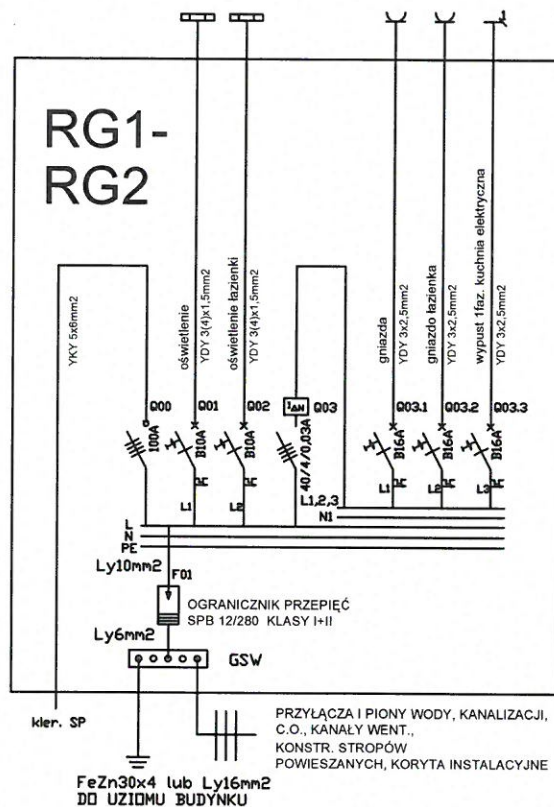 1
RG1-
RG2
YKY 5x6mm2
oświetlenie
YDY 3(4)x1,5mm2
oświetlenie łazienki
YDY 3(4)x1,5mm2
gniazda
YDY 3x2,5mm2
gniazdo łazienka
YDY 3x2,5mm2
wypust 1faz. kuchnia elektryczna
YDY 3x2,5mm2
Q00
100A
Q01
B10A
Q02
B10A
IΔN
Q03
40/4/0,03A
Q03.1
B16A
Q03.2
B16A
Q03.3
B16A
L1
L2
L1,2,3
N1
L1
L2
L3
L
N
PE
Ly10mm2
F01
OGRANICZNIK PRZEPIĘĆ
SPB 12/280 KLASY I+II
Ly6mm2
GSW
kier. SP
PRZYŁĄCZA I PIONY WODY, KANALIZACJI,
C.O., KANAŁY WENT.,
KONSTR. STROPÓW
POWIESZANYCH, KORYTA INSTALACYJNE
FeZn30x4 lub Ly16mm2
DO UZIOMU BUDYNKU